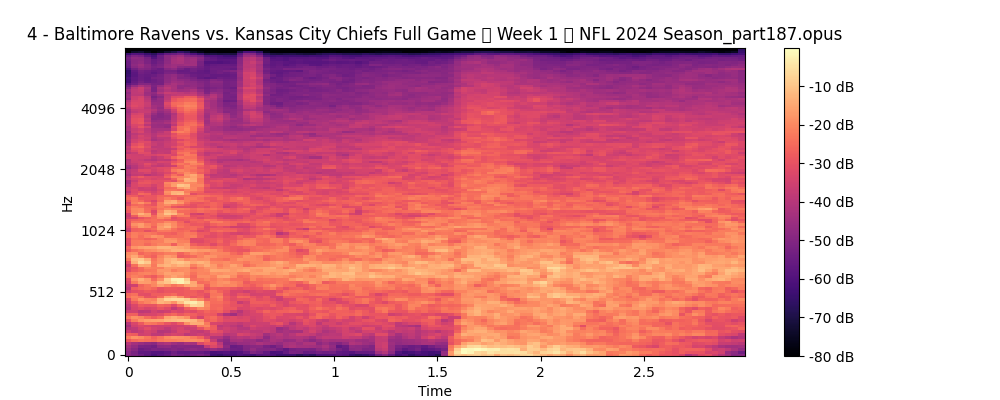 4 - Baltimore Ravens vs. Kansas City Chiefs Full Game ▯ Week 1 ▯ NFL 2024 Season_part187.opus
Hz
4096
2048
1024
512
0
0
0.5
1
1.5
2
2.5
Time
-10 dB
-20 dB
-30 dB
-40 dB
-50 dB
-60 dB
-70 dB
-80 dB